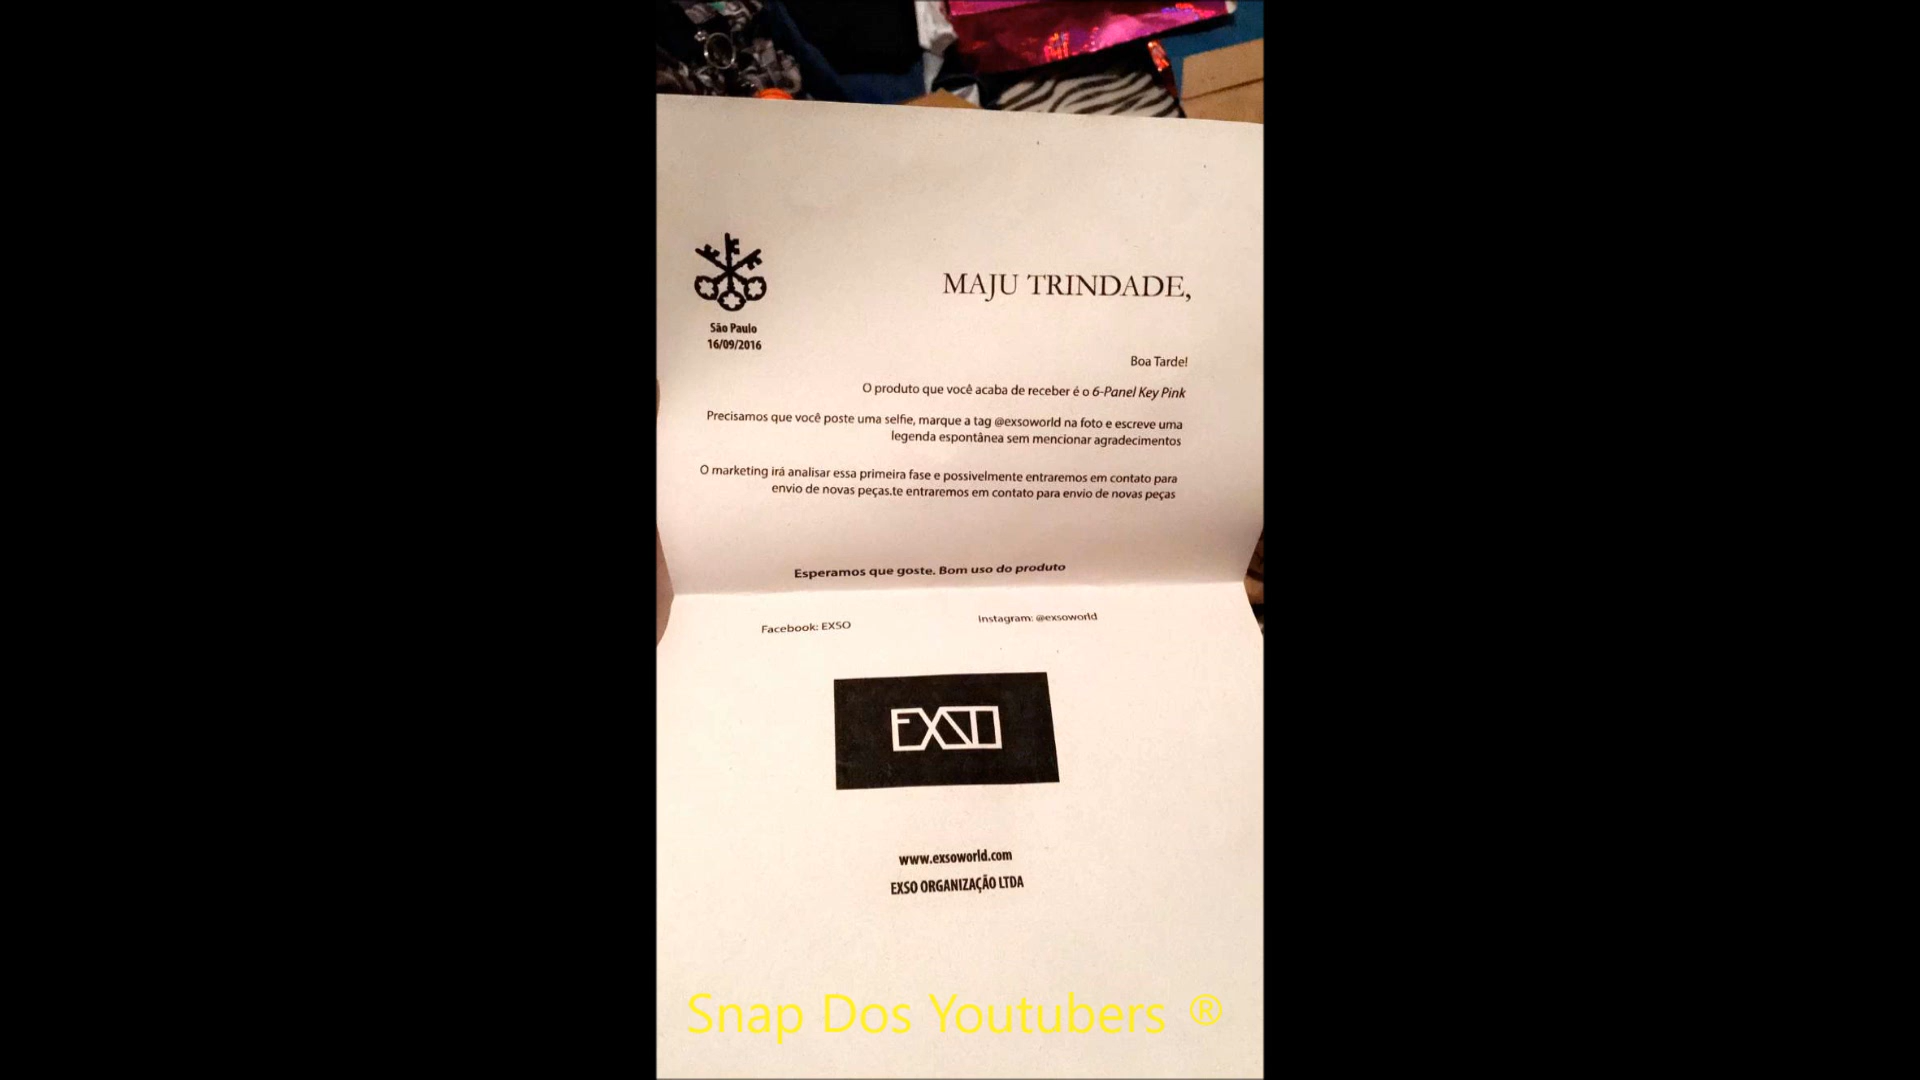 São Paulo
16/09/2016
MAJU TRINDADE,
Boa Tarde!
O produto que você acaba de receber é o 6-Panel Key Pink
Precisamos que você poste uma selfie, marque a tag @exsoworld na foto e escreve uma
legenda espontânea sem mencionar agradecimentos
O marketing irá analisar essa primeira fase e possivelmente entraremos em contato para
envio de novas peças.te entraremos em contato para envio de novas peças
Esperamos que goste. Bom uso do produto
Facebook: EXSO
Instagram: @exsoworld
EXSO
www.exsoworld.com
EXSO ORGANIZAÇÃO LTDA
Snap Dos Youtubers ®